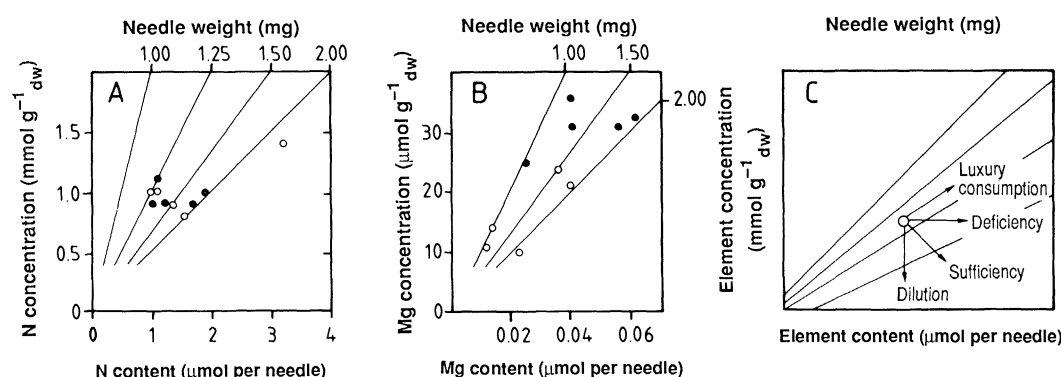 Needle weight (mg)
1.00 1.25 1.50 2.00
A
N concentration (mmol g⁻¹ dw)
1.5
1.0
0.5
0
0 1 2 3 4
N content (µmol per needle)
Needle weight (mg)
1.00 1.50
2.00
B
Mg concentration (µmol g⁻¹ dw)
30
20
10
0
0.02 0.04 0.06
Mg content (µmol per needle)
Needle weight (mg)
C
Element concentration
(mmol g⁻¹ dw)
Luxury
consumption
Deficiency
Sufficiency
Dilution
Element content (µmol per needle)